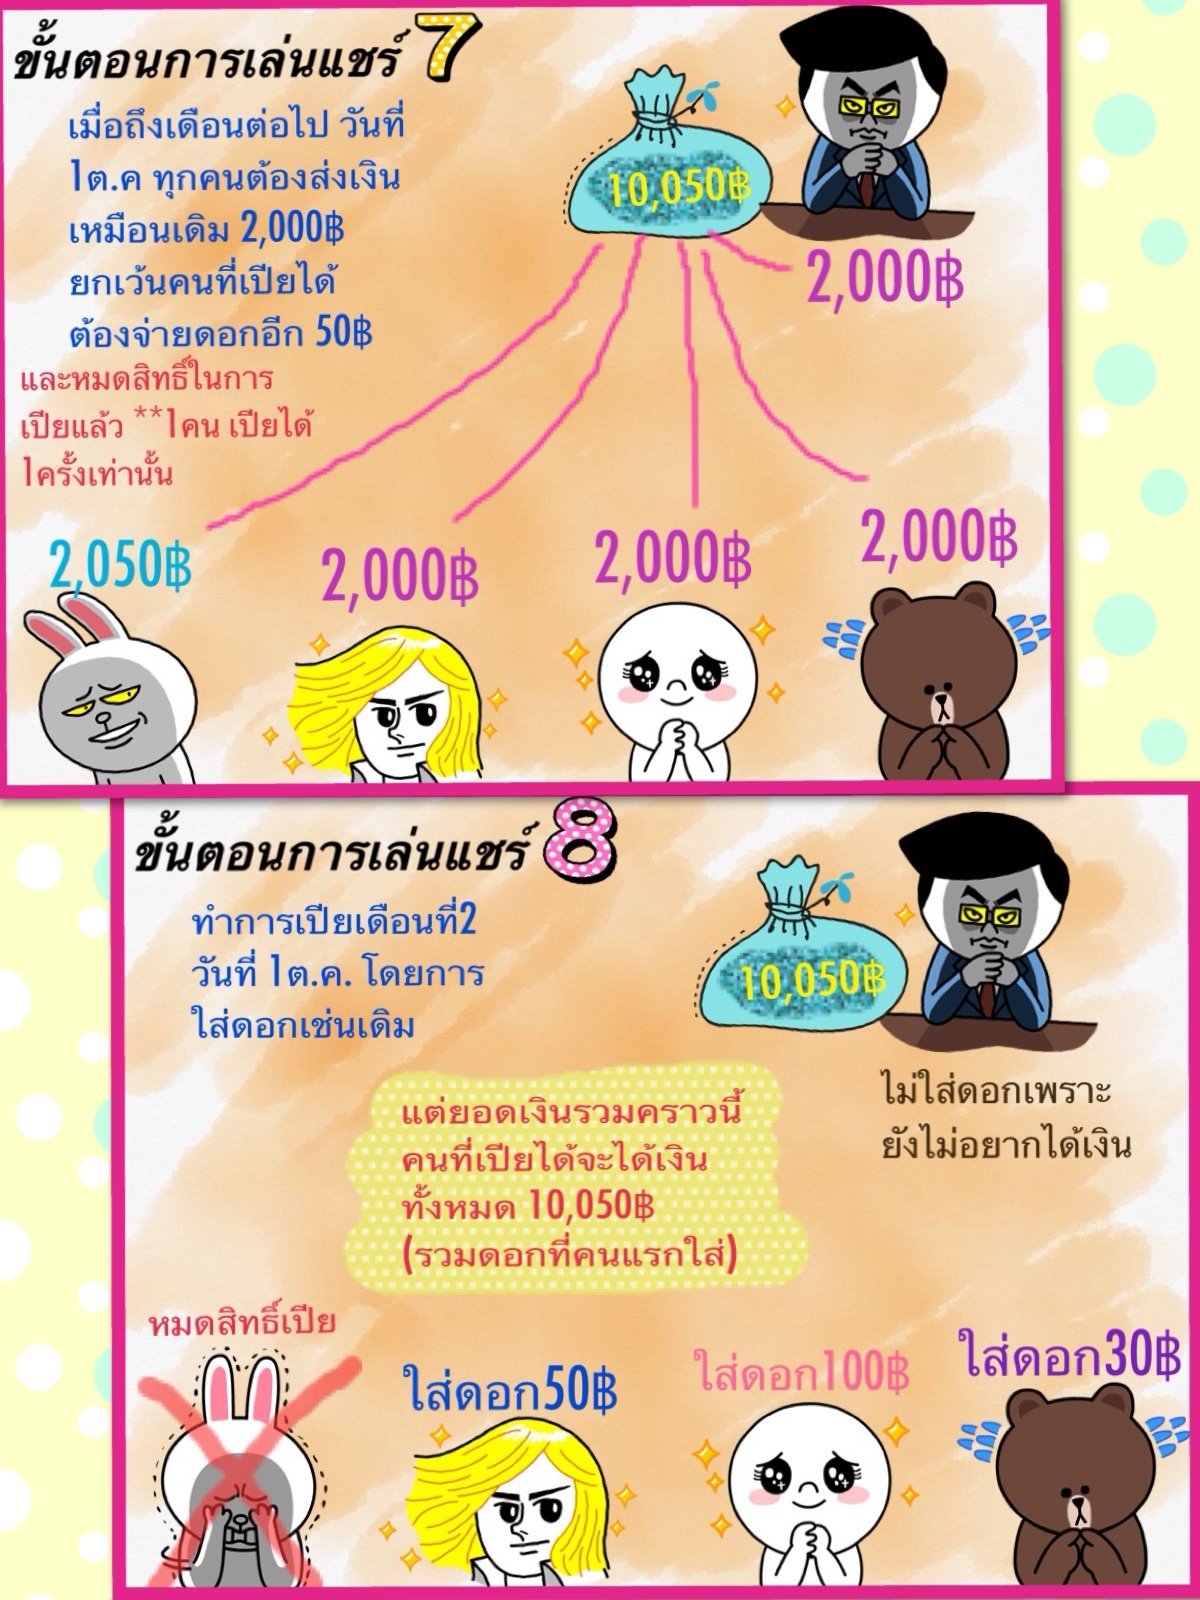 ขั้นตอนการเล่นแชร์ 7
เมื่อถึงเดือนต่อไป วันที่
1ต.ค ทุกคนต้องส่งเงิน
เหมือนเดิม 2,000฿
ยกเว้นคนที่เปียได้
ต้องจ่ายดอกอีก 50฿
และหมดสิทธิ์ในการ
เปียแล้ว **1คน เปียได้
1ครั้งเท่านั้น
10,050฿
2,000฿
2,050฿
2,000฿
2,000฿
2,000฿
ขั้นตอนการเล่นแชร์ 8
ทำการเปียเดือนที่2
วันที่ 1ต.ค. โดยการ
ใส่ดอกเช่นเดิม
10,050฿
ไม่ใส่ดอกเพราะ
ยังไม่อยากได้เงิน
แต่ยอดเงินรวมคราวนี้
คนที่เปียได้จะได้เงิน
ทั้งหมด 10,050฿
(รวมดอกที่คนแรกใส่)
หมดสิทธิ์เปีย
ใส่ดอก50฿
ใส่ดอก100฿
ใส่ดอก30฿